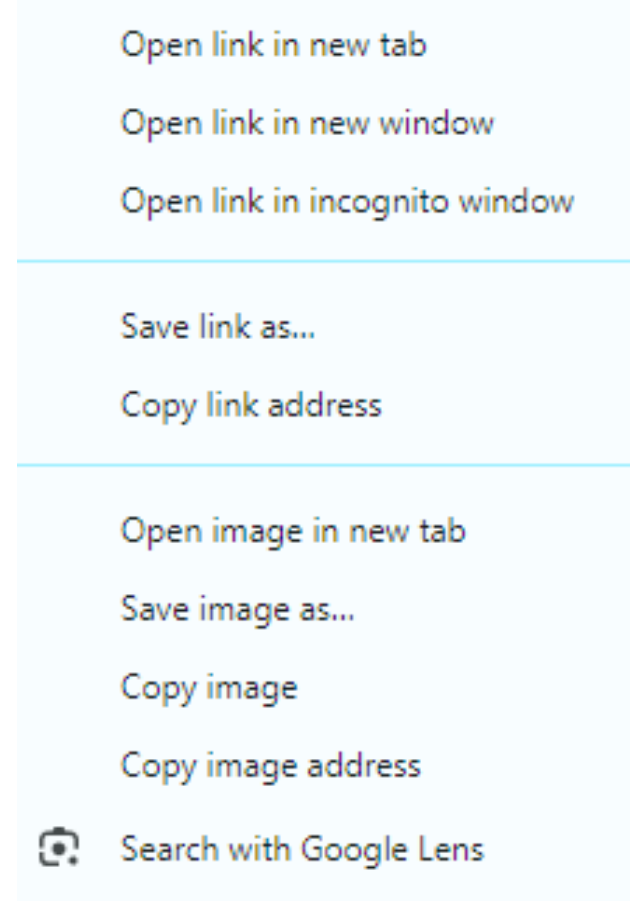 Open link in new tab
Open link in new window
Open link in incognito window
Save link as...
Copy link address
Open image in new tab
Save image as...
Copy image
Copy image address
Search with Google Lens